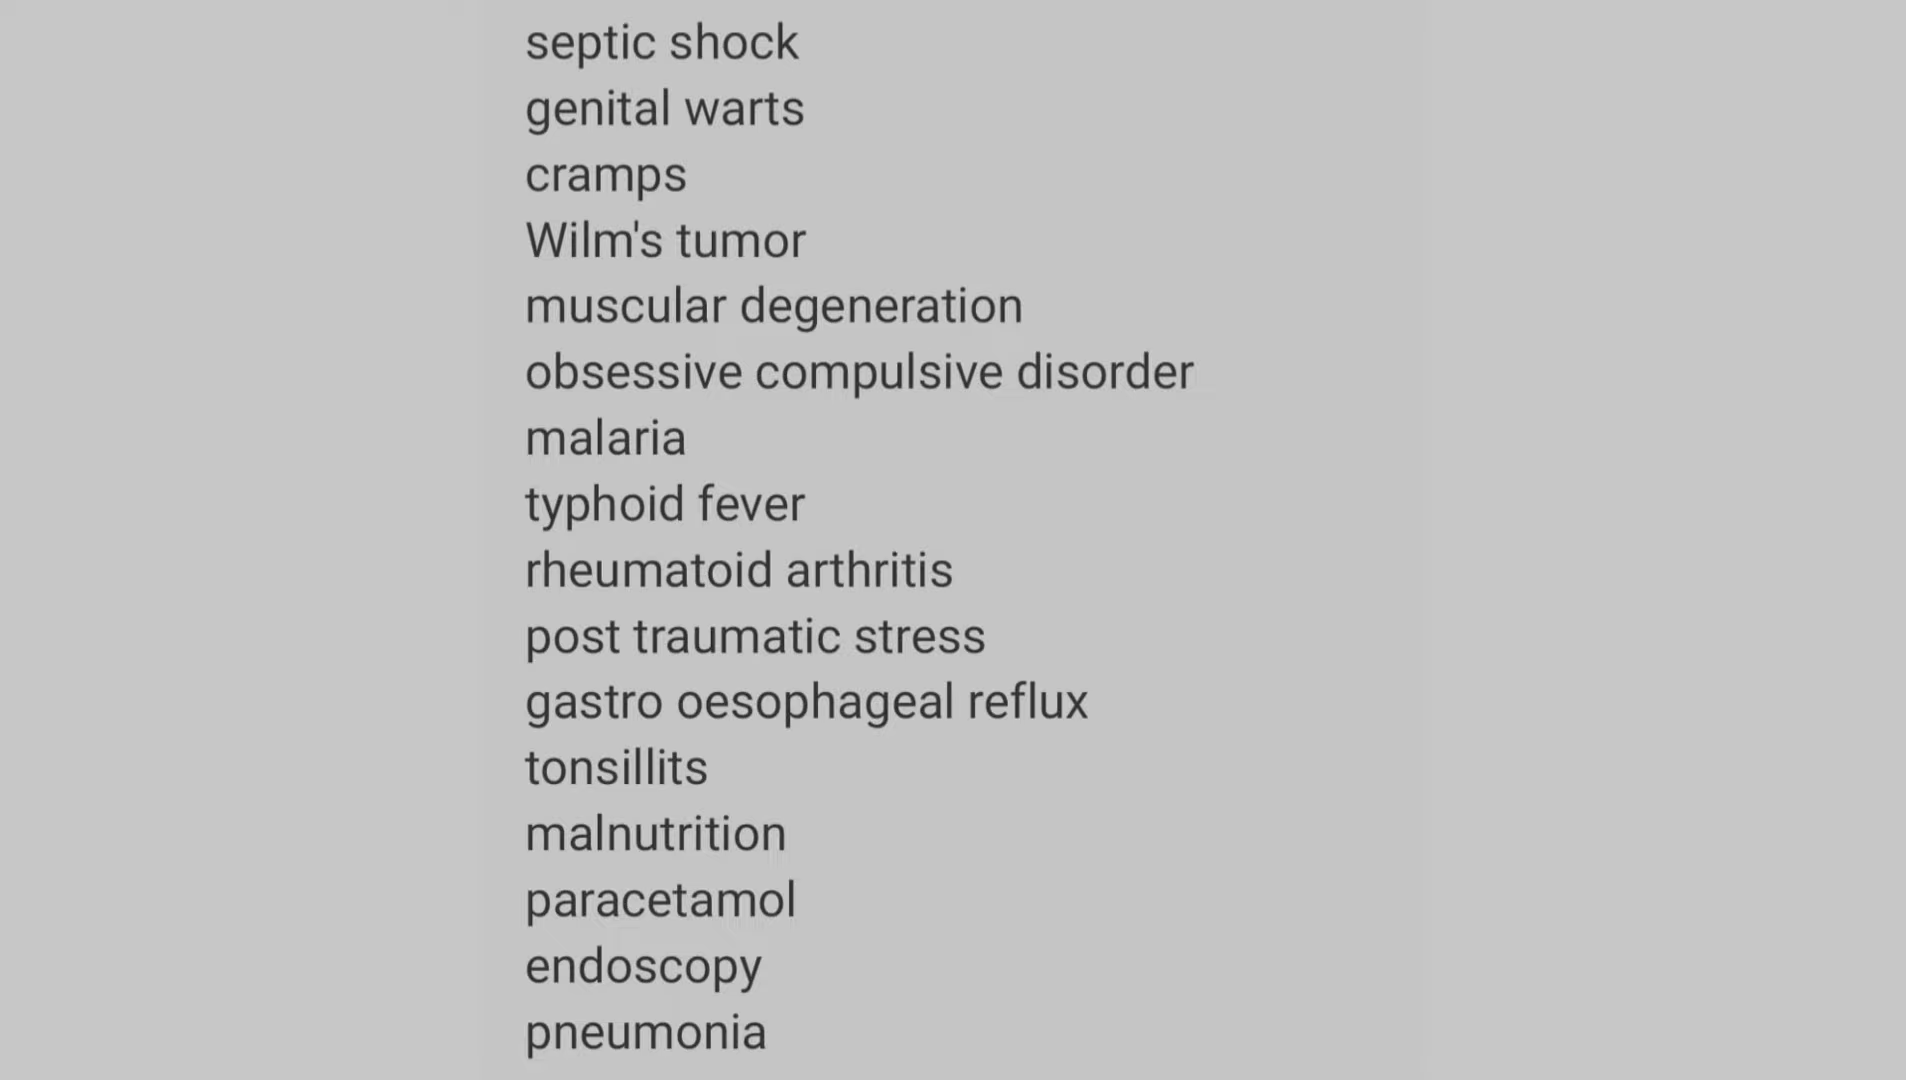 septic shock
genital warts
cramps
Wilm's tumor
muscular degeneration
obsessive compulsive disorder
malaria
typhoid fever
rheumatoid arthritis
post traumatic stress
gastro oesophageal reflux
tonsillits
malnutrition
paracetamol
endoscopy
pneumonia